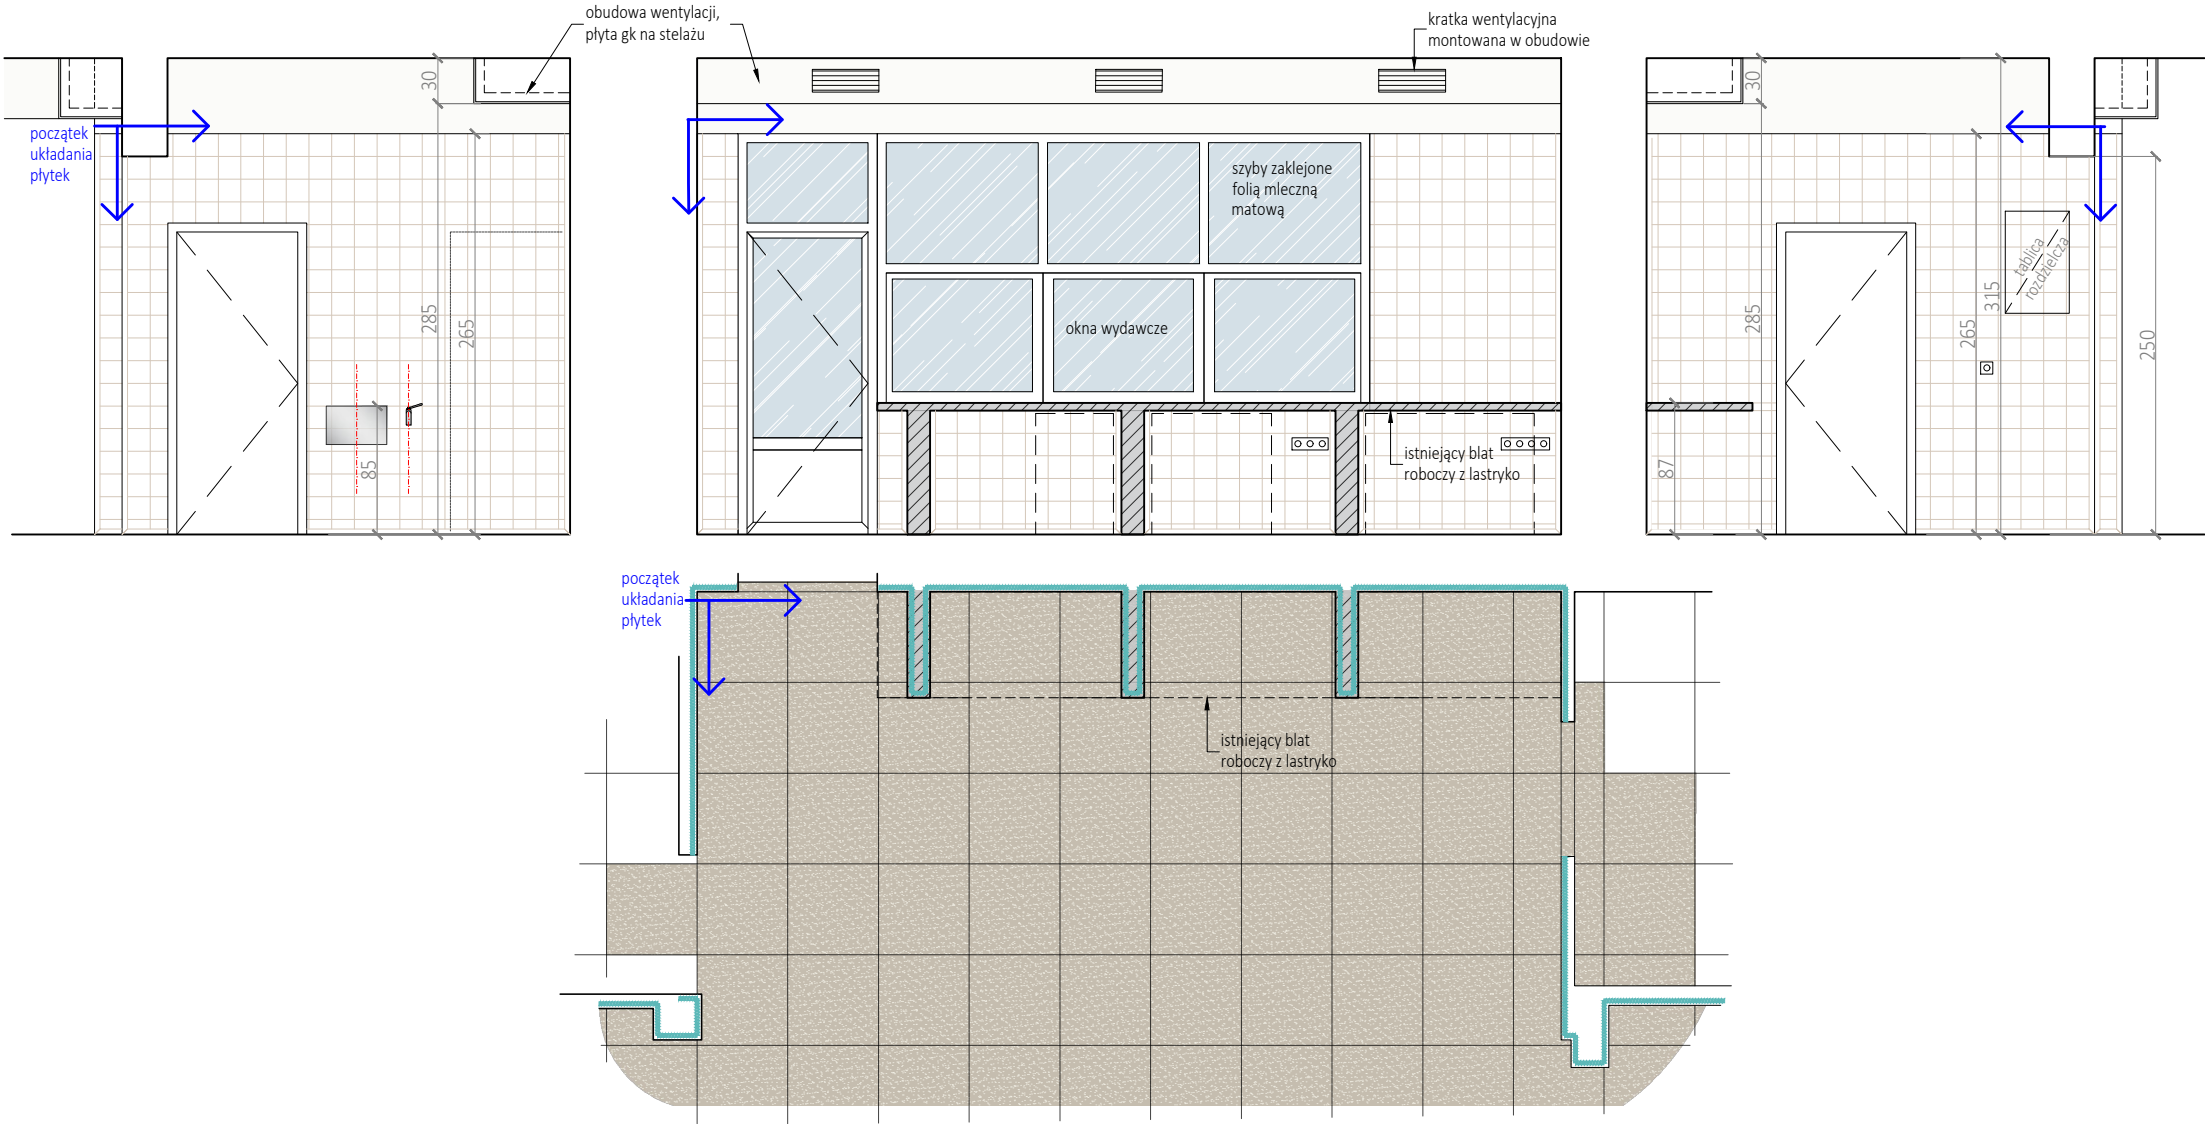 obudowa wentylacji,
płyta gk na stelażu
kratka wentylacyjna
montowana w obudowie
początek
układania
płytek
30
285
265
85
szyby zaklejone
folią mleczną
matową
okna wydawcze
istniejący blat
roboczy z lastryko
30
285
87
265
315
250
tablica
rozdzielcza
początek
układania
płytek
istniejący blat
roboczy z lastryko